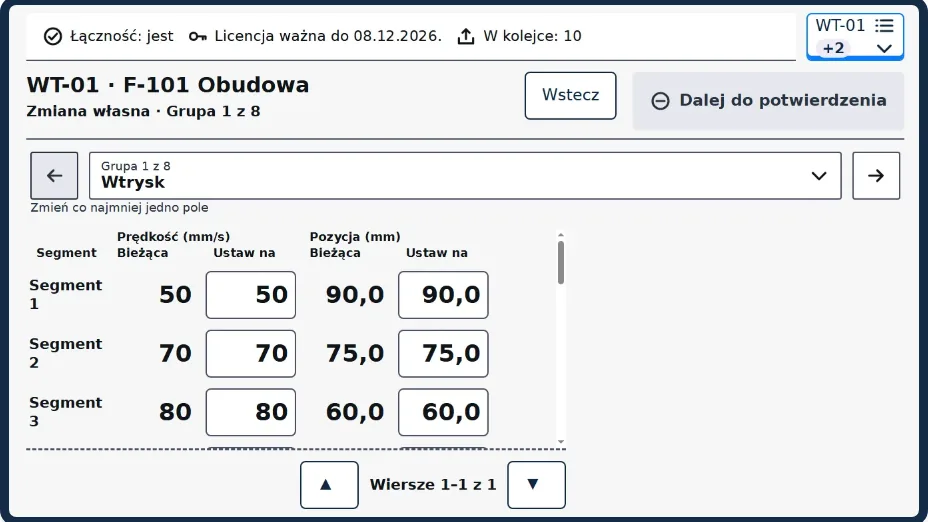 Łączność: jest Licencja ważna do 08.12.2026. W kolejce: 10
WT-01
+2
WT-01 · F-101 Obudowa
Zmiana własna · Grupa 1 z 8
Wstecz
Dalej do potwierdzenia
Grupa 1 z 8
Wtrysk
Zmień co najmniej jedno pole
Prędkość (mm/s) Pozycja (mm)
Segment Bieżąca Ustaw na Bieżąca Ustaw na
Segment 1 50 50 90,0 90,0
Segment 2 70 70 75,0 75,0
Segment 3 80 80 60,0 60,0
▲ Wiersze 1–1 z 1 ▼